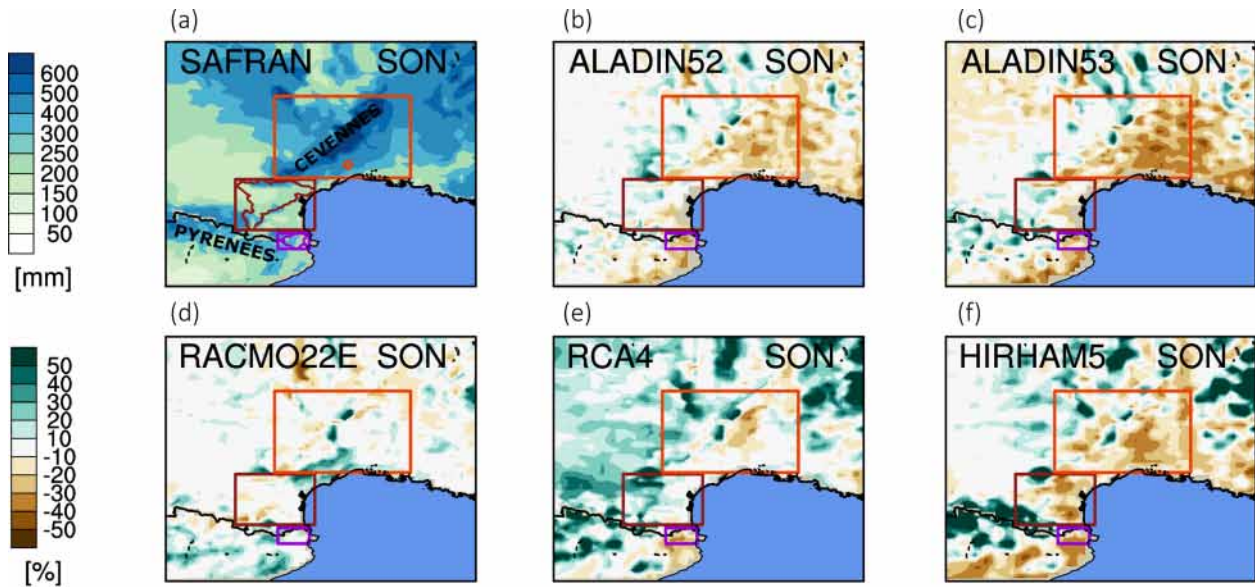 (a)
(b)
(c)
SAFRAN SON
ALADIN52 SON
ALADIN53 SON
CEVENNES
PYRENEES
600
500
400
300
250
200
150
100
50
[mm]
(d)
(e)
(f)
RACMO22E SON
RCA4 SON
HIRHAM5 SON
50
40
30
20
10
-10
-20
-30
-40
-50
[%]